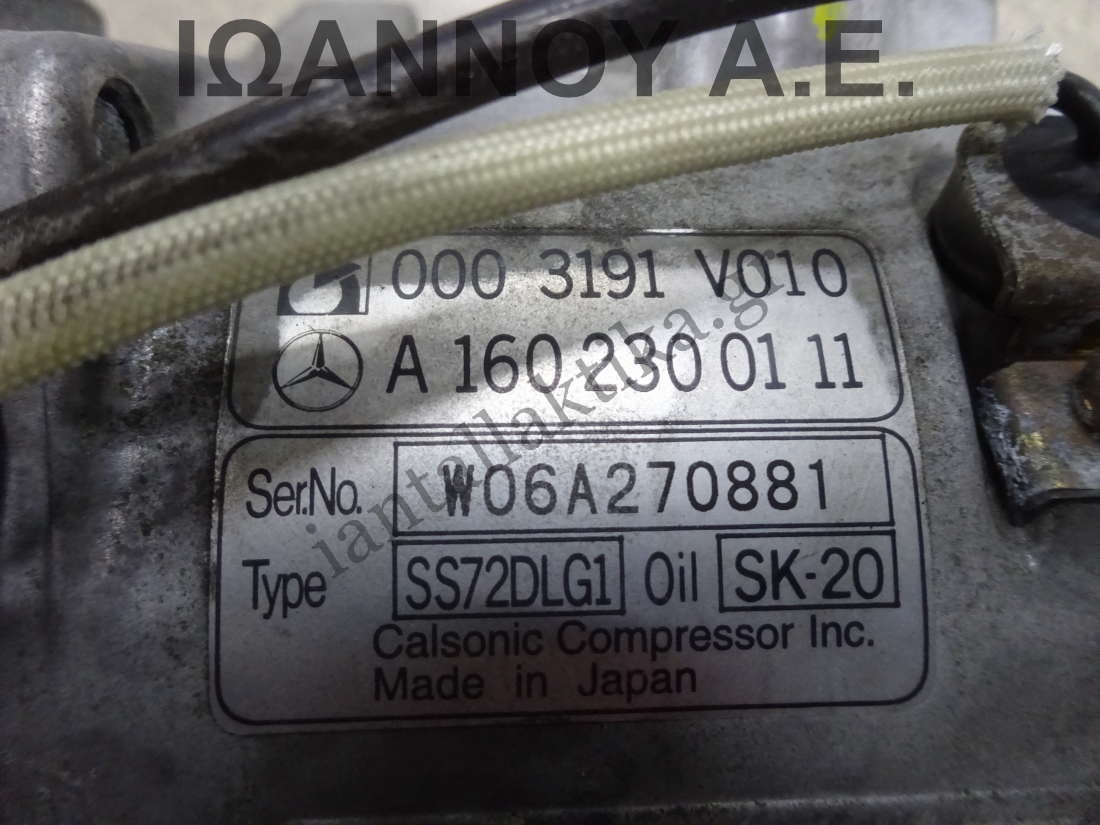 ΙΩΑΝΝΟΥ Α.Ε.
000 3191 V010
A 160 230 01 11
Ser.No. W06A270881
Type SS72DLG1 Oil SK-20
Calsonic Compressor Inc.
Made in Japan
iantallaktika.gr